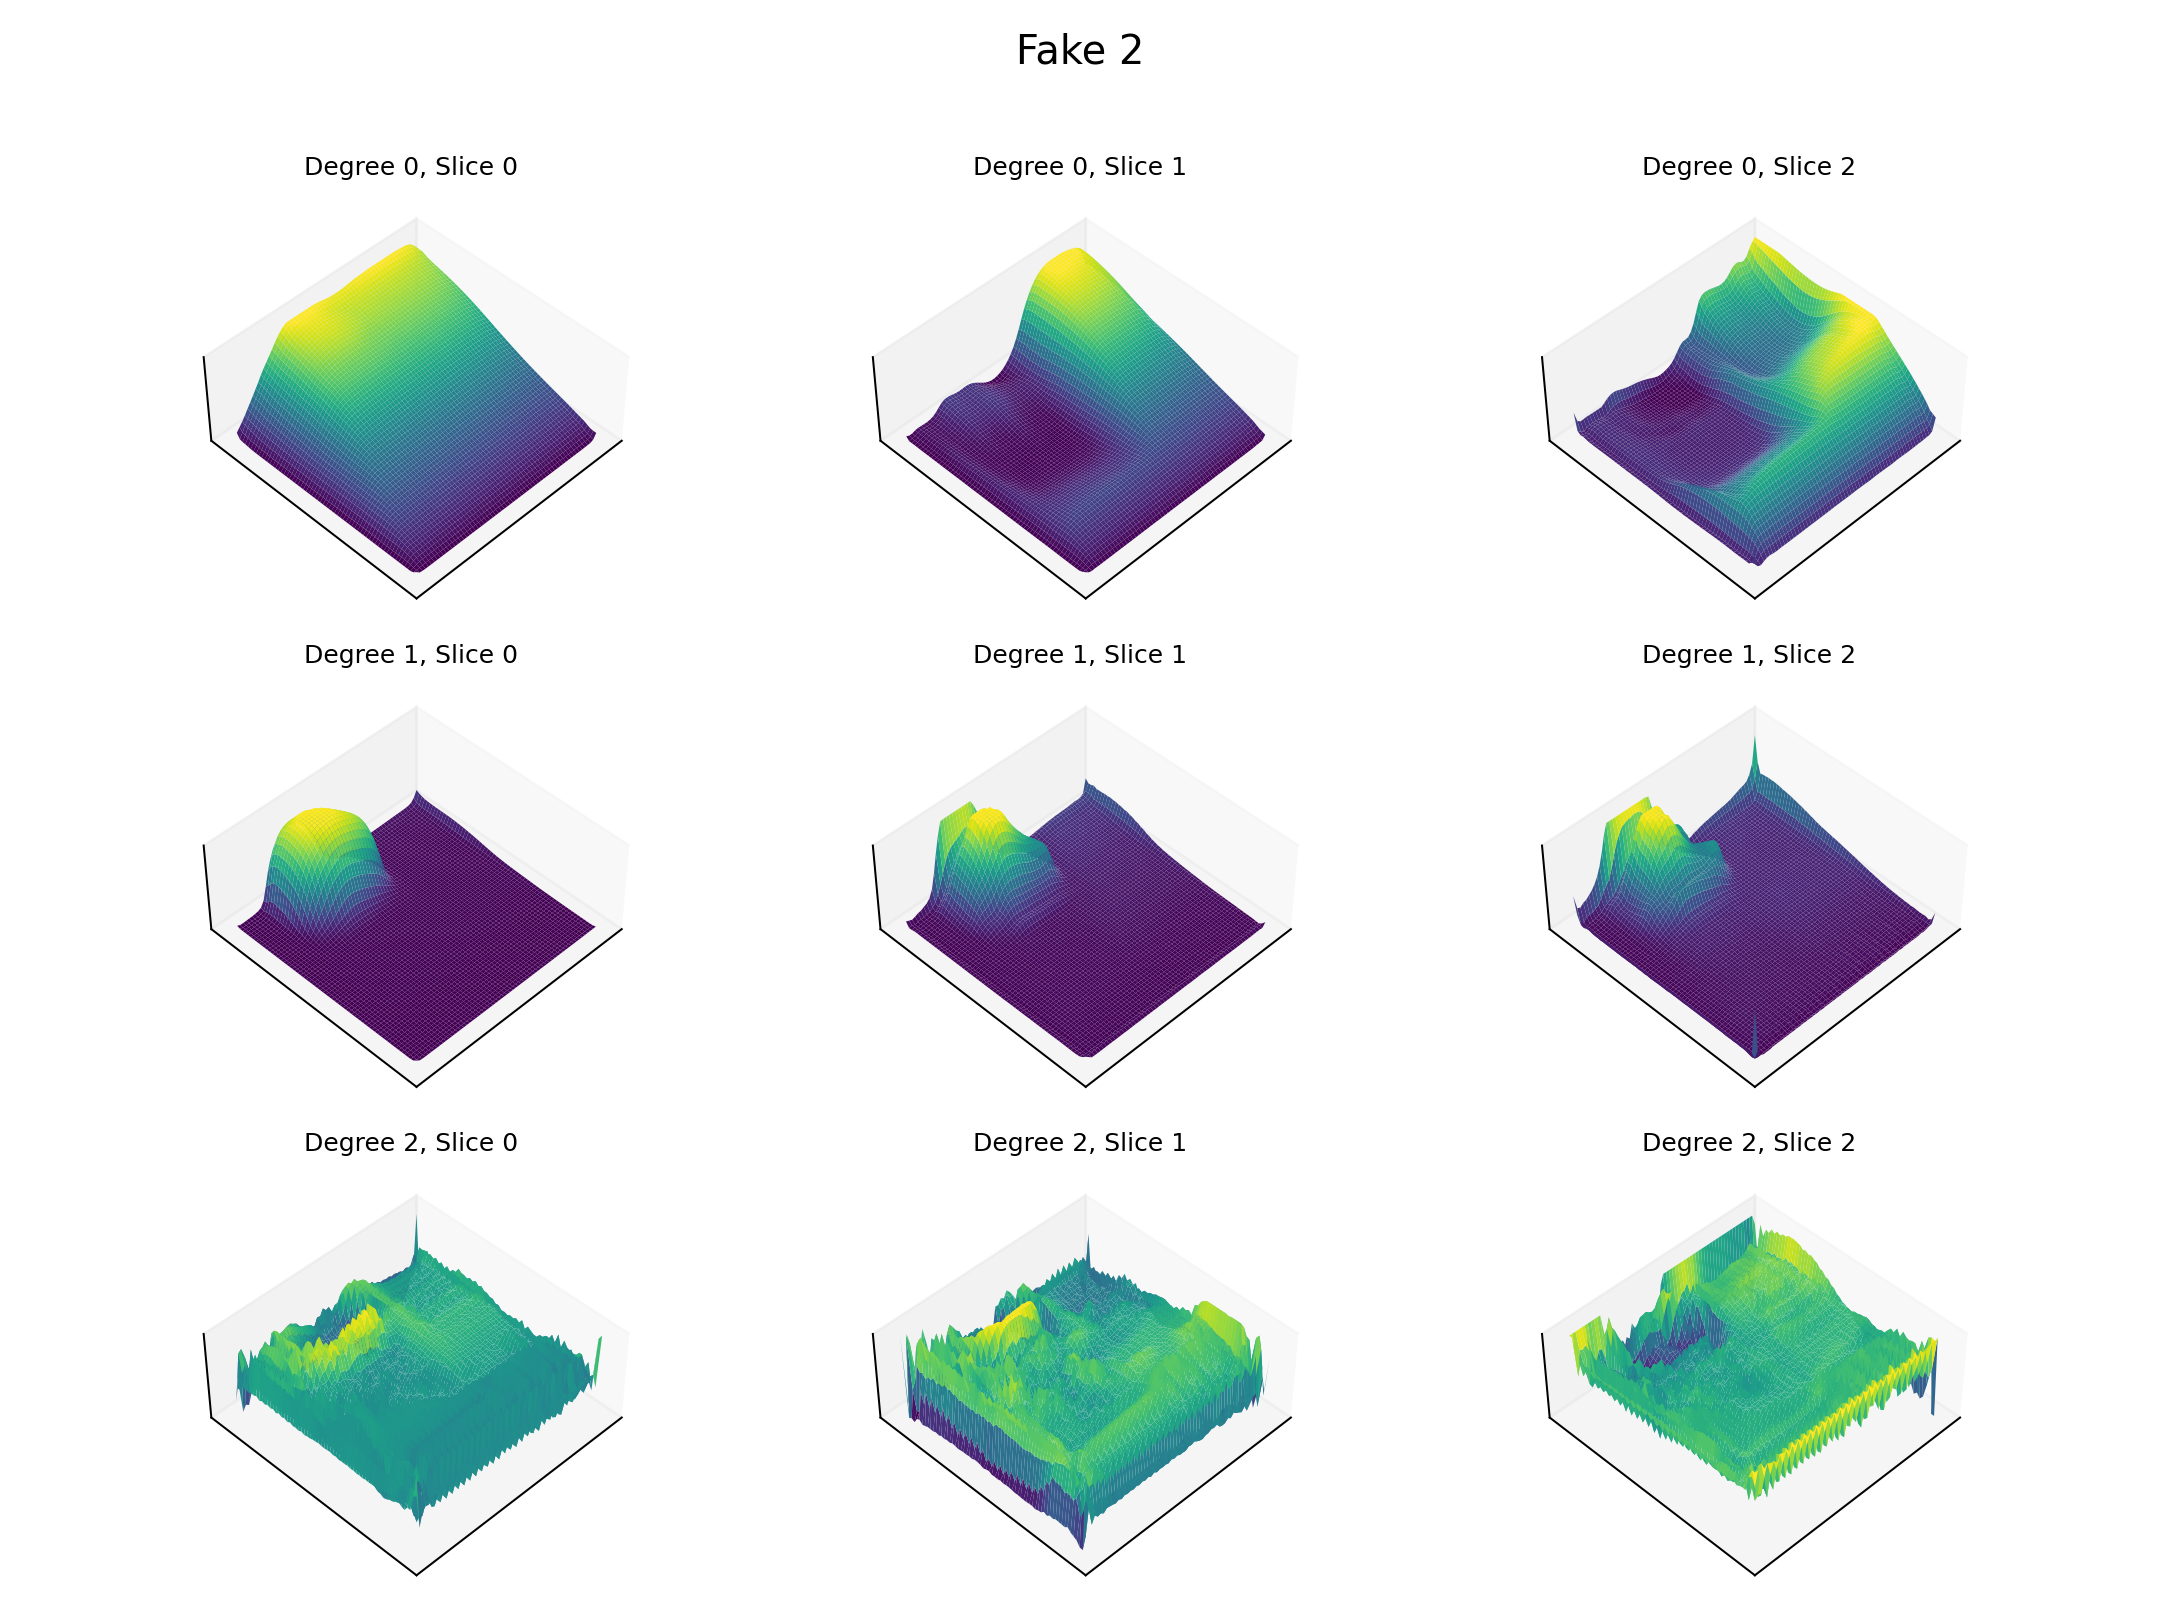 Fake 2
Degree 0, Slice 0
Degree 0, Slice 1
Degree 0, Slice 2
Degree 1, Slice 0
Degree 1, Slice 1
Degree 1, Slice 2
Degree 2, Slice 0
Degree 2, Slice 1
Degree 2, Slice 2